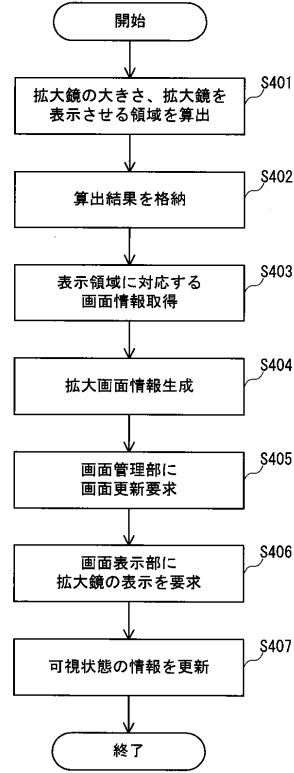 開始
S401
拡大鏡の大きさ、拡大鏡を
表示させる領域を算出
S402
算出結果を格納
S403
表示領域に対応する
画面情報取得
S404
拡大画面情報生成
S405
画面管理部に
画面更新要求
S406
画面表示部に
拡大鏡の表示を要求
S407
可視状態の情報を更新
終了